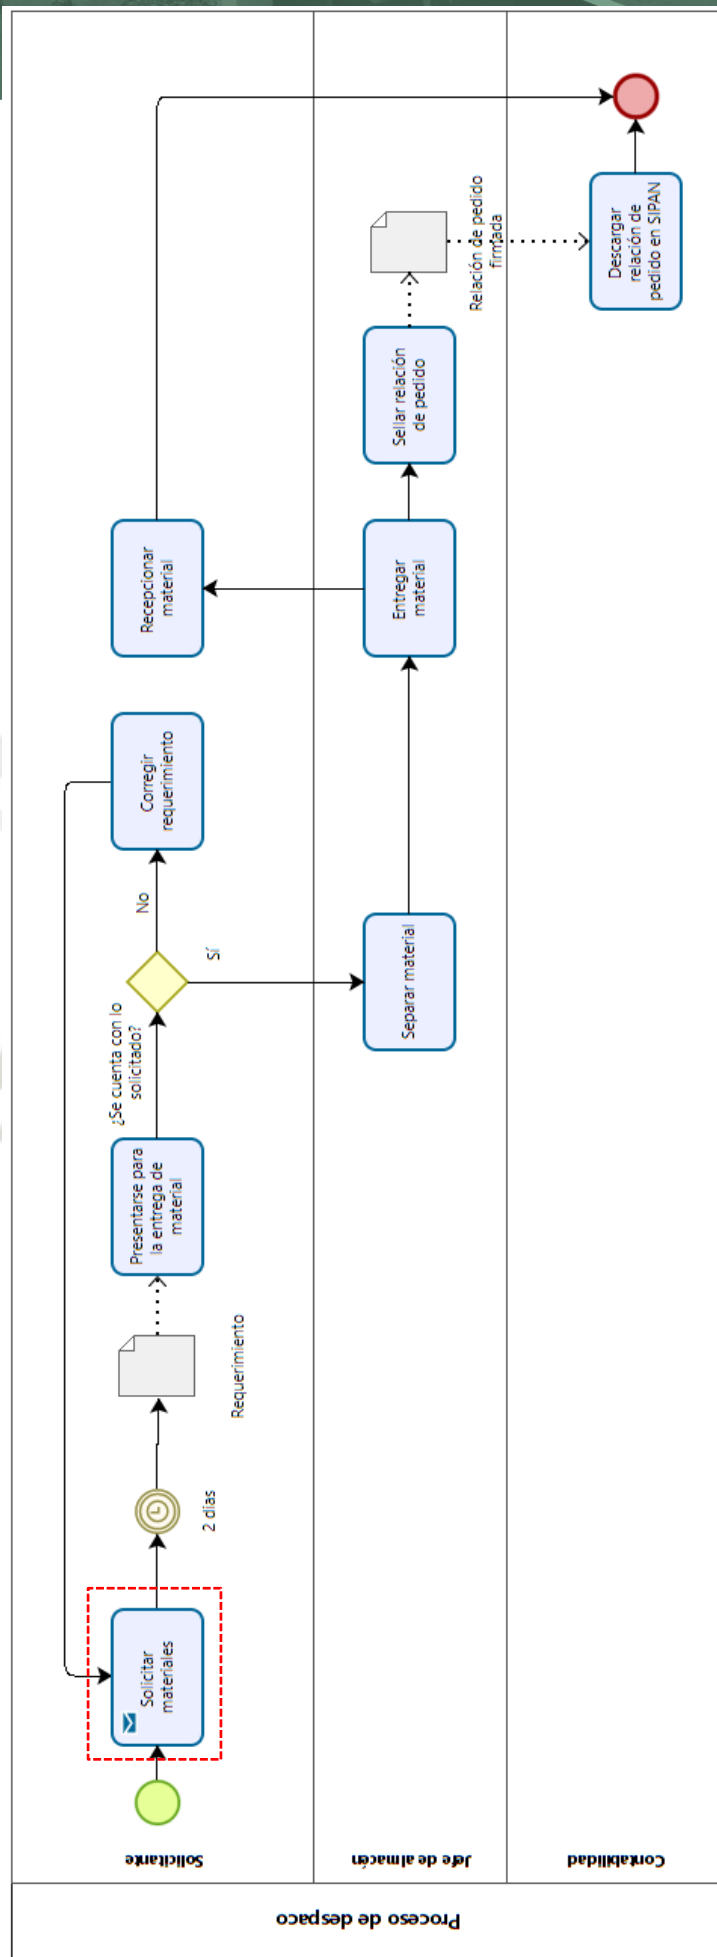 Proceso de despaco
Solicitante
Solicitar
materiales
2 días
Requerimiento
Presentarse para
la entrega de
material
¿Se cuenta con lo
solicitado?
No
Sí
Corregir
requerimiento
Recepcionar
material
Jefe de almacén
Separar material
Entregar
material
Sellar relación
de pedido
Relación de pedido
firmada
Contabilidad
Descargar
relación de
pedido en SIPAN